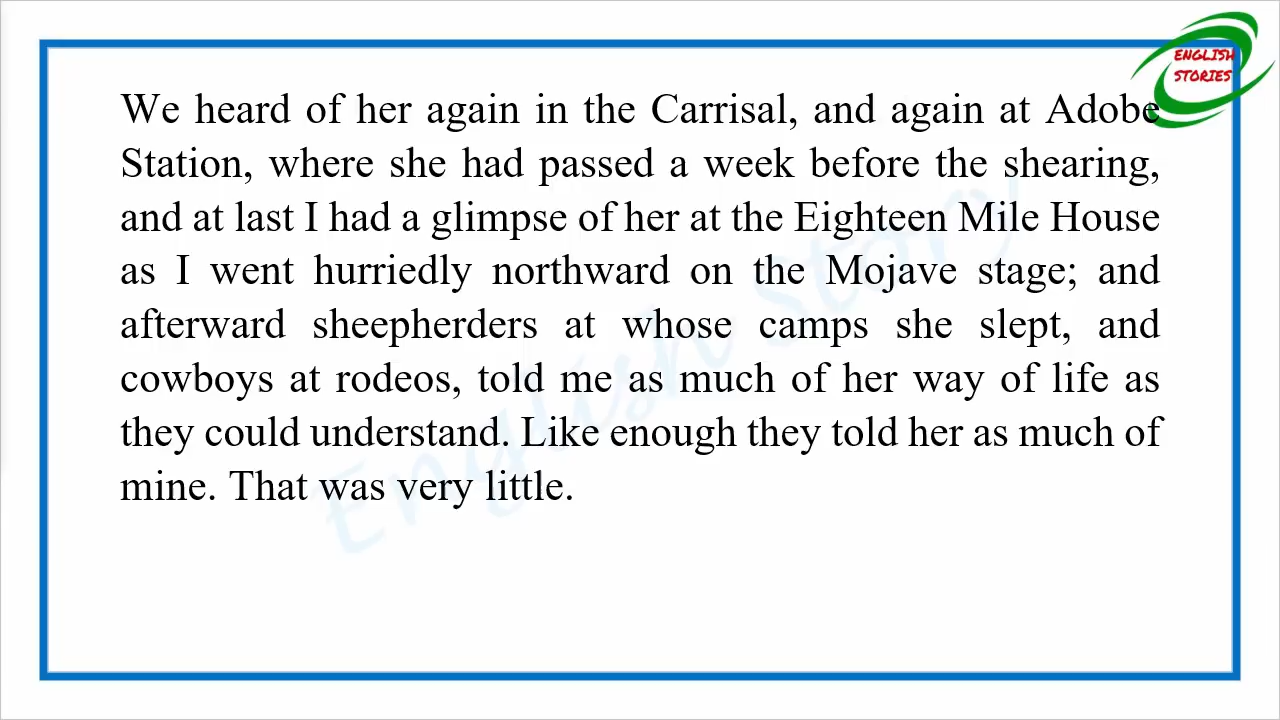 ENGLISH
STORIES
We heard of her again in the Carrisal, and again at Adobe
Station, where she had passed a week before the shearing,
and at last I had a glimpse of her at the Eighteen Mile House
as I went hurriedly northward on the Mojave stage; and
afterward sheepherders at whose camps she slept, and
cowboys at rodeos, told me as much of her way of life as
they could understand. Like enough they told her as much of
mine. That was very little.
English Story